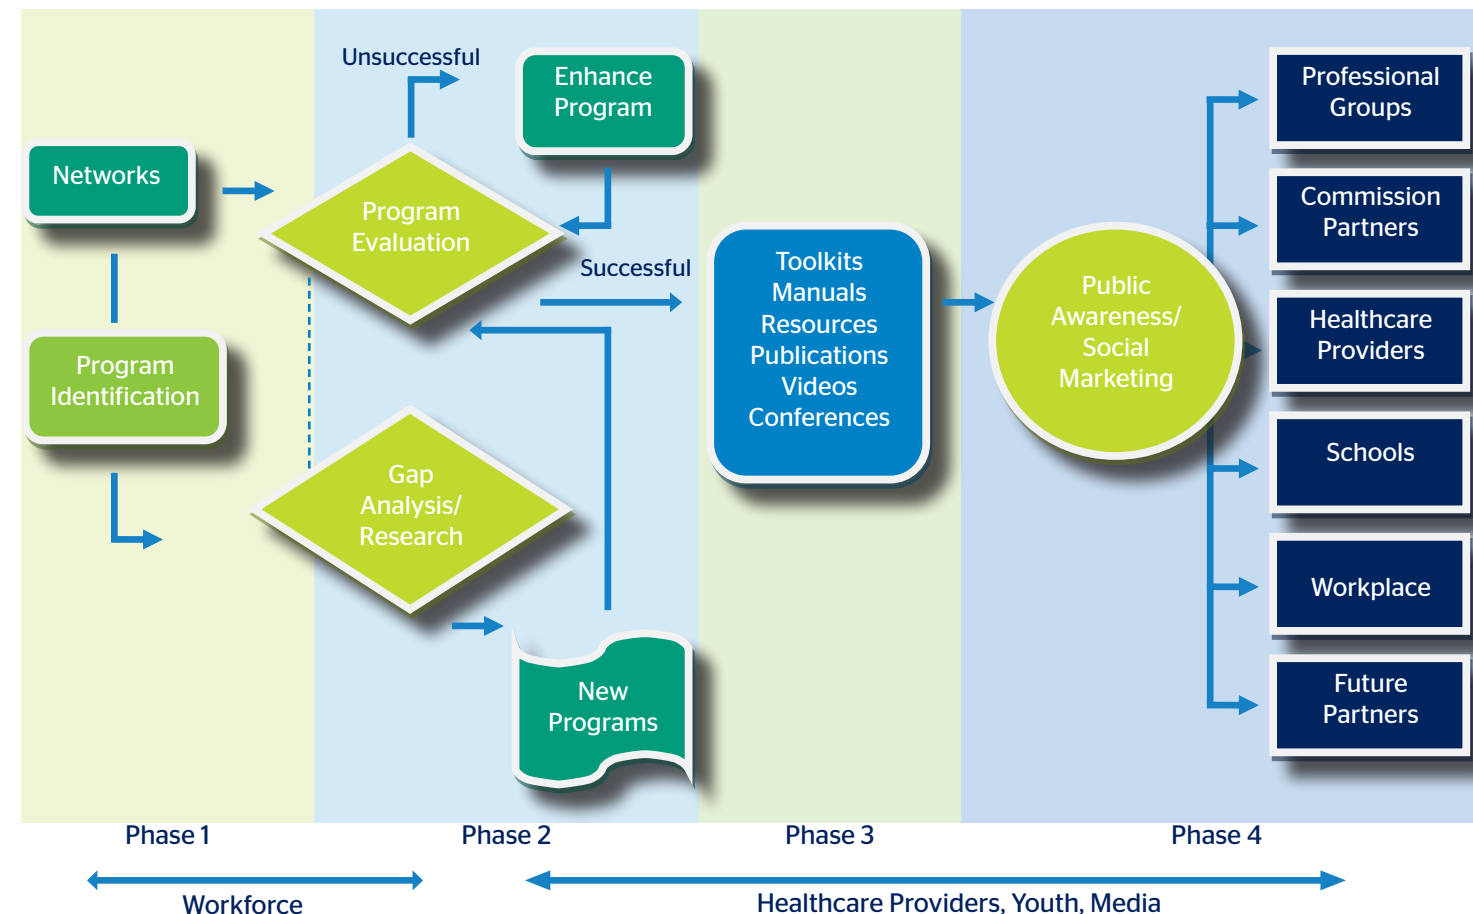 Unsuccessful
Enhance
Program
Networks
Program
Evaluation
Successful
Program
Identification
Gap
Analysis/
Research
New
Programs
Toolkits
Manuals
Resources
Publications
Videos
Conferences
Public
Awareness/
Social
Marketing
Professional
Groups
Commission
Partners
Healthcare
Providers
Schools
Workplace
Future
Partners
Phase 1
Phase 2
Phase 3
Phase 4
Workforce
Healthcare Providers, Youth, Media